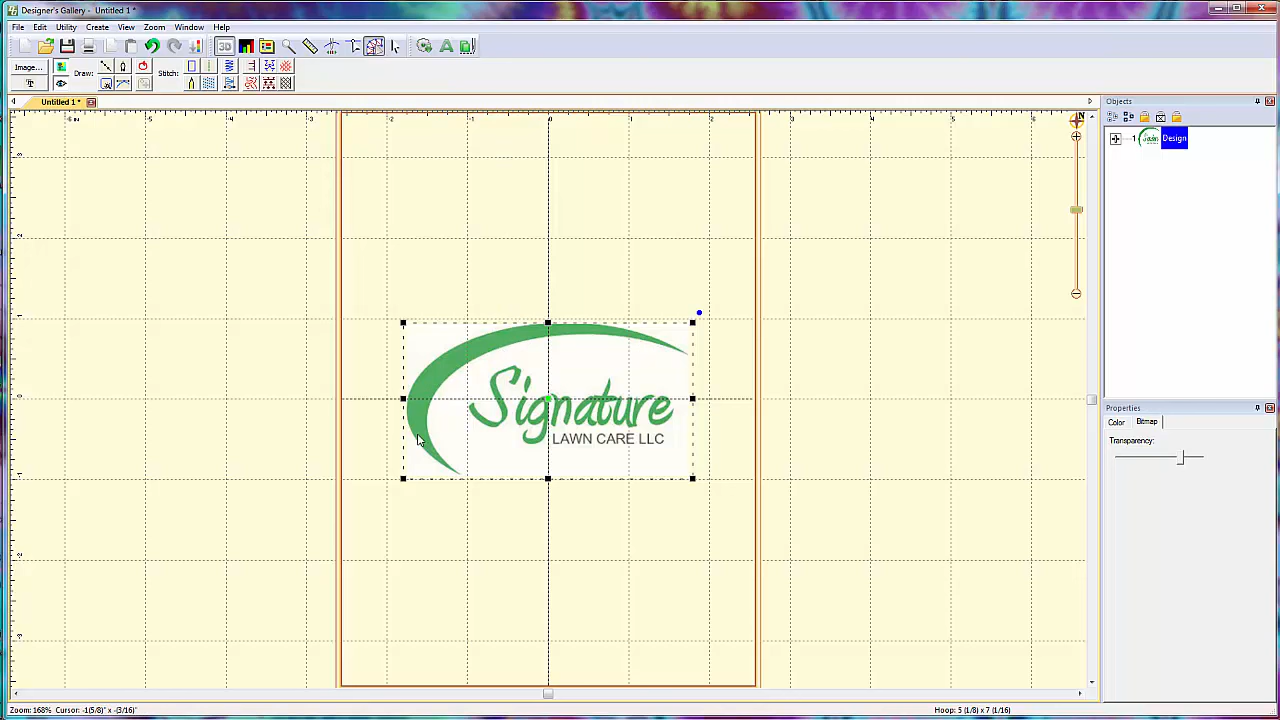 Designer's Gallery - Untitled 1 *
File Edit Utility Create View Zoom Window Help
3D
Image... Draw: Stitch:
Untitled 1 *
Objects
1 Design
Signature
LAWN CARE LLC
Properties
Color Bitmap
Transparency:
Zoom: 168% Cursor: -1(5/8)" x -(3/16)" Hoop: 5 (1/8) x 7 (1/16)